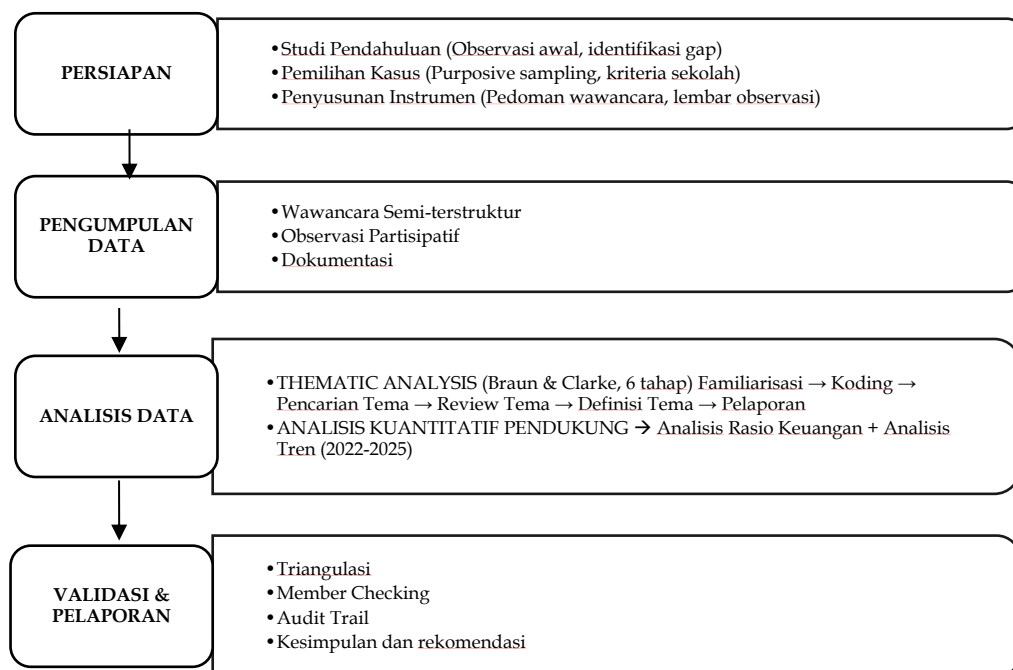 PERSIAPAN
•Studi Pendahuluan (Observasi awal, identifikasi gap)
•Pemilihan Kasus (Purposive sampling, kriteria sekolah)
•Penyusunan Instrumen (Pedoman wawancara, lembar observasi)
PENGUMPULAN
DATA
•Wawancara Semi-terstruktur
•Observasi Partisipatif
•Dokumentasi
ANALISIS DATA
•THEMATIC ANALYSIS (Braun & Clarke, 6 tahap) Familiarisasi → Koding →
Pencarian Tema → Review Tema → Definisi Tema → Pelaporan
•ANALISIS KUANTITATIF PENDUKUNG → Analisis Rasio Keuangan + Analisis
Tren (2022-2025)
VALIDASI &
PELAPORAN
•Triangulasi
•Member Checking
•Audit Trail
•Kesimpulan dan rekomendasi